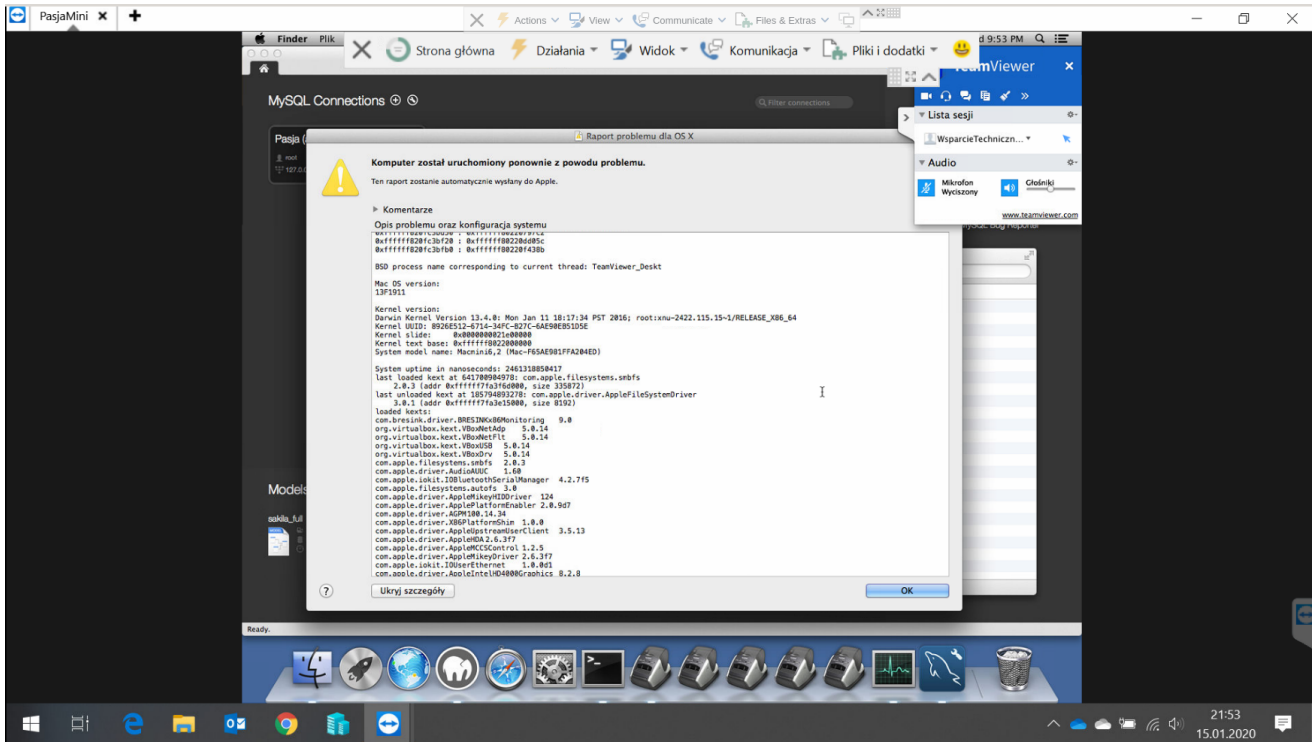 PasjaMini
Actions View Communicate Files & Extras
Finder Plik
d 9:53 PM
Strona główna Działania Widok Komunikacja Pliki i dodatki
mViewer
MySQL Connections
Filter connections
Lista sesji
WsparcieTechniczn...
Audio
Mikrofon
Wyciszony
Głośniki
www.teamviewer.com
MySQL Bug Reporter
Pasja (
root
127.0.0
Raport problemu dla OS X
Komputer został uruchomiony ponownie z powodu problemu.
Ten raport zostanie automatycznie wysłany do Apple.
Komentarze
Opis problemu oraz konfiguracja systemu
0xffffff820fc3bf20 : 0xffffff80220dd05c
0xffffff820fc3bfb0 : 0xffffff80220f438b
BSD process name corresponding to current thread: TeamViewer_Deskt
Mac OS version:
13F1911
Kernel version:
Darwin Kernel Version 13.4.0: Mon Jan 11 18:17:34 PST 2016; root:xnu-2422.115.15~1/RELEASE_X86_64
Kernel UUID: 8926E512-6714-34FC-B27C-6AE90EB51D5E
Kernel slide: 0x0000000021e00000
Kernel text base: 0xffffff8022000000
System model name: Macmini6,2 (Mac-F65AE981FFA204ED)
System uptime in nanoseconds: 2461318850417
last loaded kext at 641700904978: com.apple.filesystems.smbfs
2.0.3 (addr 0xffffff7fa3f6d000, size 335872)
last unloaded kext at 185794893278: com.apple.driver.AppleFileSystemDriver
3.0.1 (addr 0xffffff7fa3e15000, size 8192)
loaded kexts:
com.bresink.driver.BRESINKx86Monitoring 9.0
org.virtualbox.kext.VBoxNetAdp 5.0.14
org.virtualbox.kext.VBoxNetFlt 5.0.14
org.virtualbox.kext.VBoxUSB 5.0.14
org.virtualbox.kext.VBoxDrv 5.0.14
com.apple.filesystems.smbfs 2.0.3
com.apple.driver.AudioAUUC 1.60
com.apple.iokit.IOBluetoothSerialManager 4.2.7f5
com.apple.filesystems.autofs 3.0
com.apple.driver.AppleMikeyHIDDriver 124
com.apple.driver.ApplePlatformEnabler 2.0.9d7
com.apple.driver.AGPM 100.14.34
com.apple.driver.X86PlatformShim 1.0.0
com.apple.driver.AppleUpstreamUserClient 3.5.13
com.apple.driver.AppleHDA 2.6.3f7
com.apple.driver.AppleMCCSControl 1.2.5
com.apple.driver.AppleMikeyDriver 2.6.3f7
com.apple.iokit.IOUserEthernet 1.0.0d1
com.apple.driver.AppleIntelHD4000Graphics 8.2.8
Models
sakila_full
Ukryj szczegóły
OK
Ready.
21:53
15.01.2020